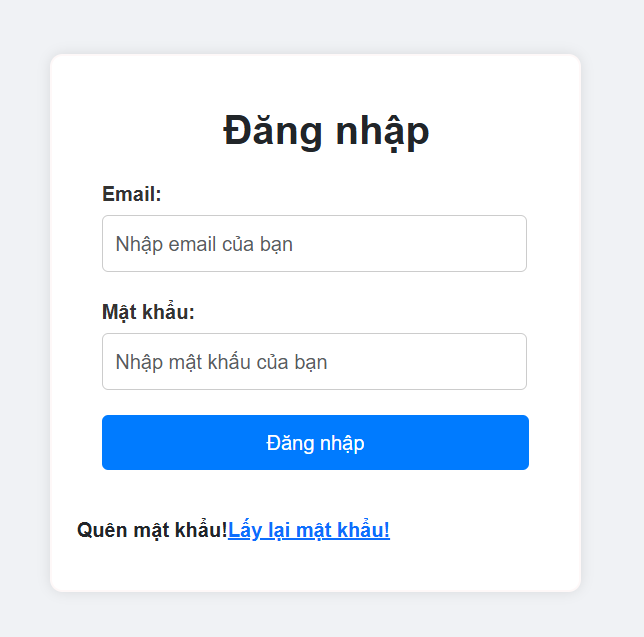 Đăng nhập
Email:
Nhập email của bạn
Mật khẩu:
Nhập mật khấu của bạn
Đăng nhập
Quên mật khẩu!Lấy lại mật khẩu!